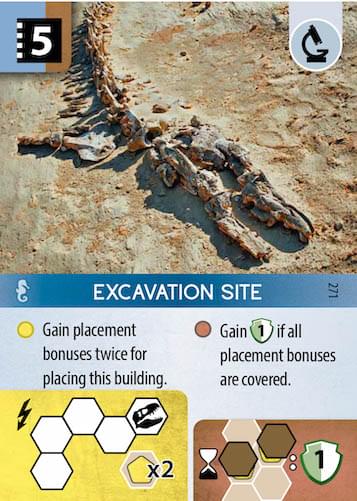 5
EXCAVATION SITE
271
Gain placement
bonuses twice for
placing this building.
Gain 1 if all
placement bonuses
are covered.
x2
: 1